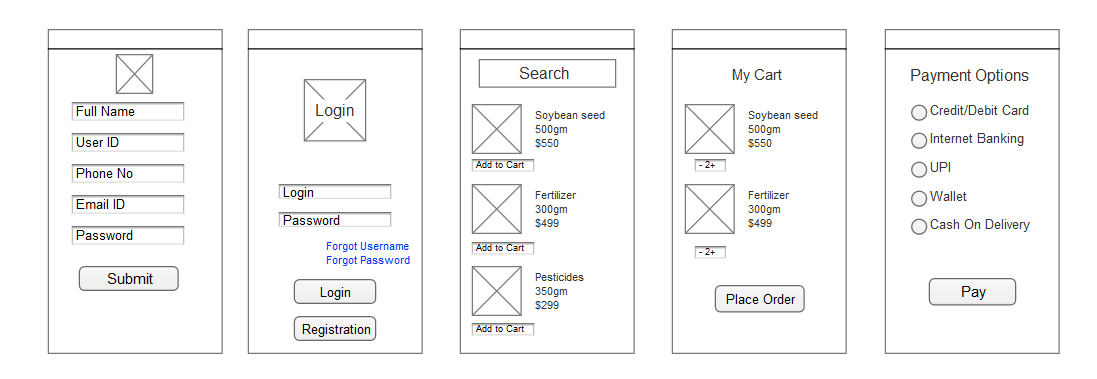 Full Name
User ID
Phone No
Email ID
Password
Submit
Login
Login
Password
Forgot Username
Forgot Password
Login
Registration
Search
Soybean seed
500gm
$550
Add to Cart
Fertilizer
300gm
$499
Add to Cart
Pesticides
350gm
$299
Add to Cart
My Cart
Soybean seed
500gm
$550
- 2+
Fertilizer
300gm
$499
- 2+
Place Order
Payment Options
Credit/Debit Card
Internet Banking
UPI
Wallet
Cash On Delivery
Pay